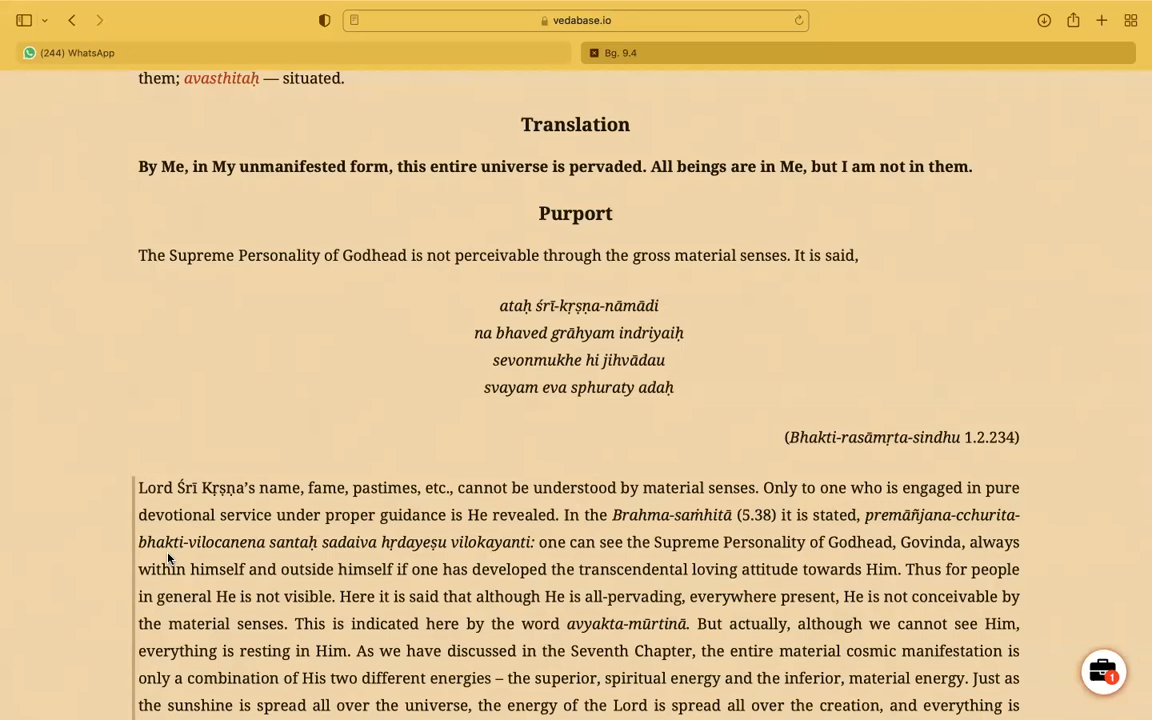 vedabase.io
(244) WhatsApp
Bg. 9.4
them; avasthitaḥ — situated.
Translation
By Me, in My unmanifested form, this entire universe is pervaded. All beings are in Me, but I am not in them.
Purport
The Supreme Personality of Godhead is not perceivable through the gross material senses. It is said,
ataḥ śrī-kṛṣṇa-nāmādi
na bhaved grāhyam indriyaiḥ
sevonmukhe hi jihvādau
svayam eva sphuraty adaḥ
(Bhakti-rasāmṛta-sindhu 1.2.234)
Lord Śrī Kṛṣṇa’s name, fame, pastimes, etc., cannot be understood by material senses. Only to one who is engaged in pure
devotional service under proper guidance is He revealed. In the Brahma-saṁhitā (5.38) it is stated, premāñjana-cchurita-
bhakti-vilocanena santaḥ sadaiva hṛdayeṣu vilokayanti: one can see the Supreme Personality of Godhead, Govinda, always
within himself and outside himself if one has developed the transcendental loving attitude towards Him. Thus for people
in general He is not visible. Here it is said that although He is all-pervading, everywhere present, He is not conceivable by
the material senses. This is indicated here by the word avyakta-mūrtinā. But actually, although we cannot see Him,
everything is resting in Him. As we have discussed in the Seventh Chapter, the entire material cosmic manifestation is
only a combination of His two different energies – the superior, spiritual energy and the inferior, material energy. Just as
the sunshine is spread all over the universe, the energy of the Lord is spread all over the creation, and everything is
1